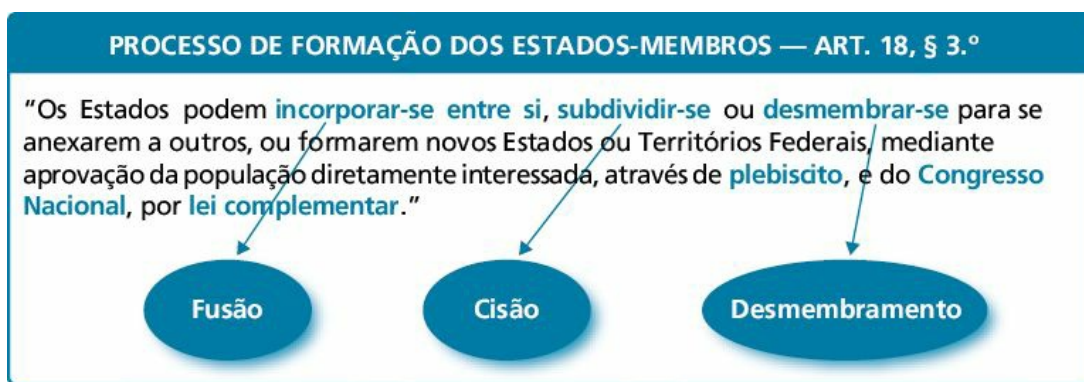 PROCESSO DE FORMAÇÃO DOS ESTADOS-MEMBROS — ART. 18, § 3.º
“Os Estados podem incorporar-se entre si, subdividir-se ou desmembrar-se para se
anexarem a outros, ou formarem novos Estados ou Territórios Federais, mediante
aprovação da população diretamente interessada, através de plebiscito, e do Congresso
Nacional, por lei complementar.”
Fusão
Cisão
Desmembramento